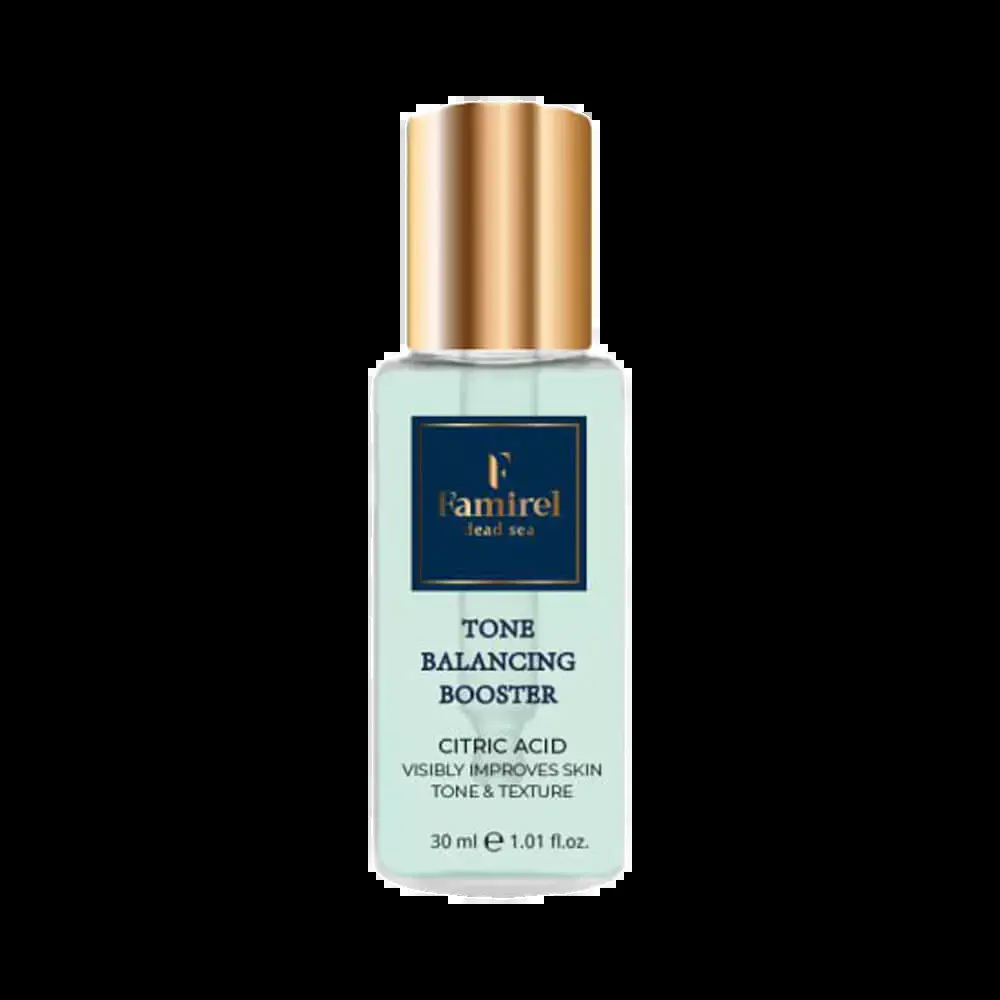 F
Famirel
dead sea
TONE
BALANCING
BOOSTER
CITRIC ACID
VISIBLY IMPROVES SKIN
TONE & TEXTURE
30 ml ℮ 1.01 fl.oz.